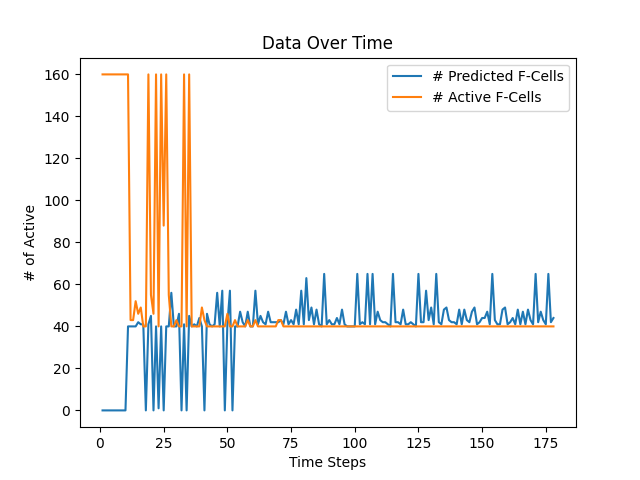 Data Over Time
# Predicted F-Cells
# Active F-Cells
# of Active
160
140
120
100
80
60
40
20
0
0 25 50 75 100 125 150 175
Time Steps